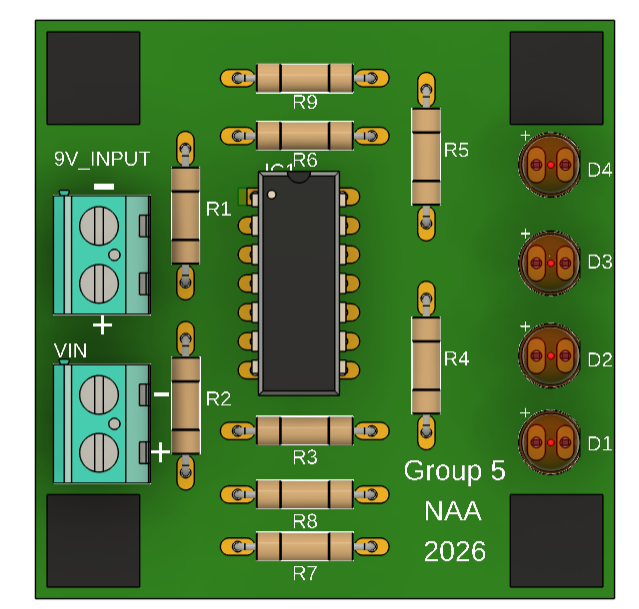 R9
R6
IC1
9V_INPUT
R5
D4
R1
D3
VIN
R4
D2
R2
D1
R3
Group 5
NAA
2026
R8
R7